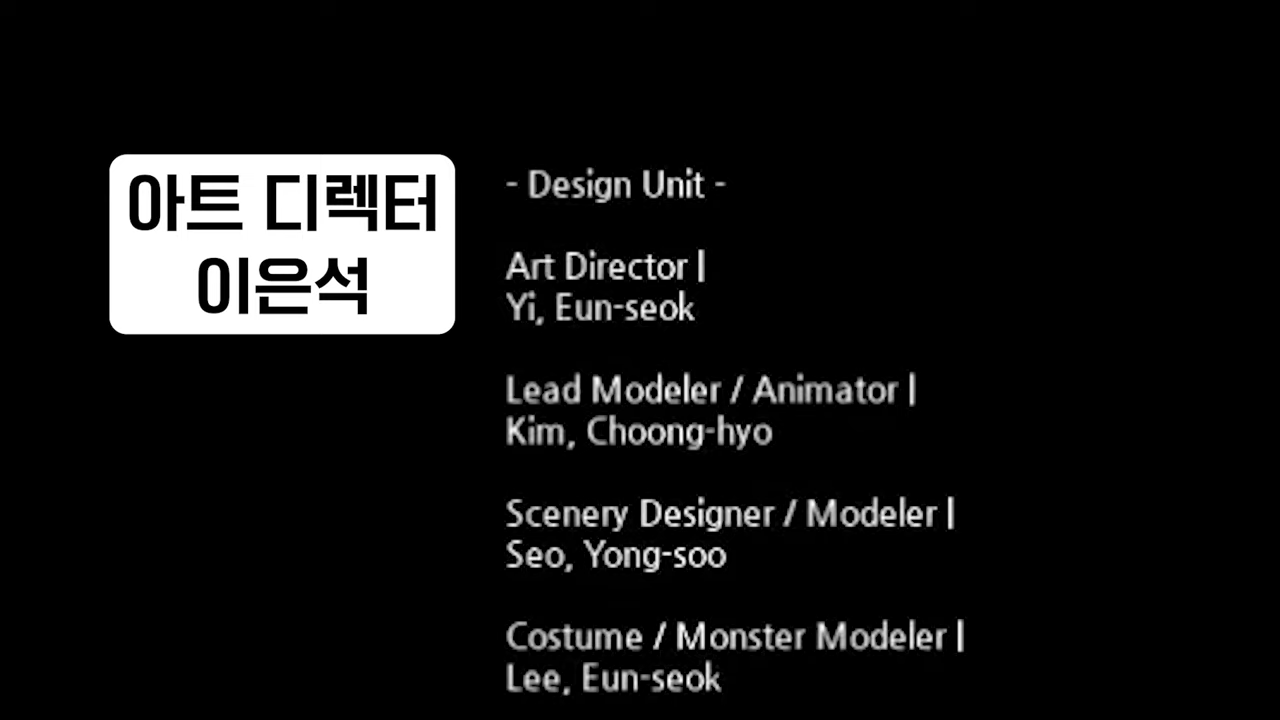 아트 디렉터
이은석
- Design Unit -
Art Director |
Yi, Eun-seok
Lead Modeler / Animator |
Kim, Choong-hyo
Scenery Designer / Modeler |
Seo, Yong-soo
Costume / Monster Modeler |
Lee, Eun-seok